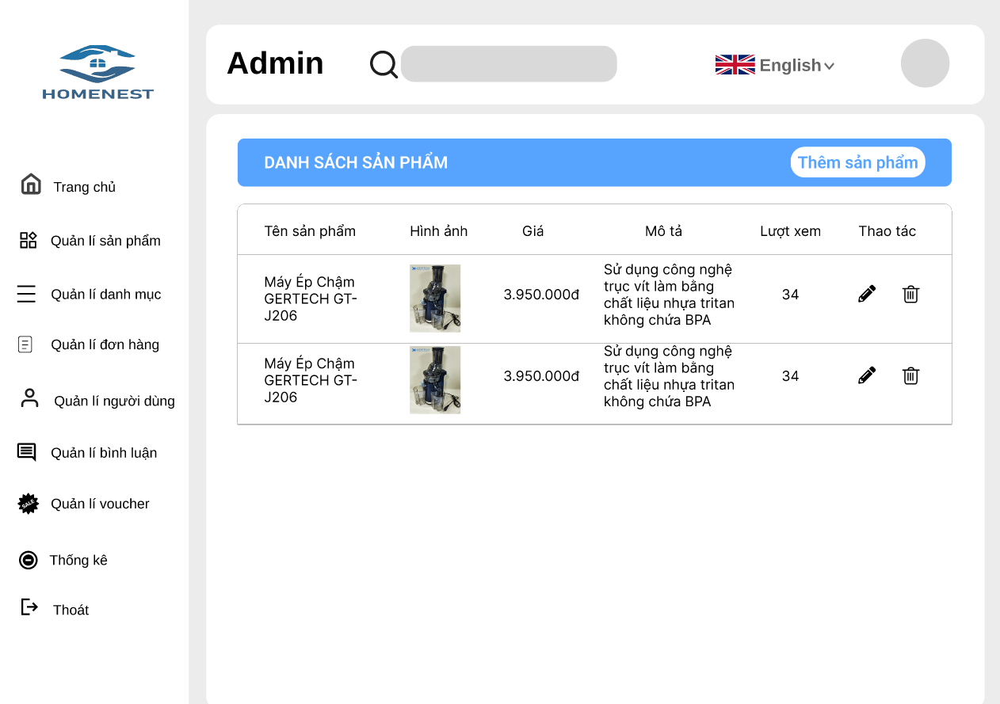 HOMENEST
Admin
English
Trang chủ
Quản lí sản phẩm
Quản lí danh mục
Quản lí đơn hàng
Quản lí người dùng
Quản lí bình luận
SALE
Quản lí voucher
Thống kê
Thoát
DANH SÁCH SẢN PHẨM
Thêm sản phẩm
Tên sản phẩm Hình ảnh Giá Mô tả Lượt xem Thao tác
Máy Ép Chậm
GERTECH GT-
J206
3.950.000đ
Sử dụng công nghệ
trục vít làm bằng
chất liệu nhựa tritan
không chứa BPA
34
Máy Ép Chậm
GERTECH GT-
J206
3.950.000đ
Sử dụng công nghệ
trục vít làm bằng
chất liệu nhựa tritan
không chứa BPA
34